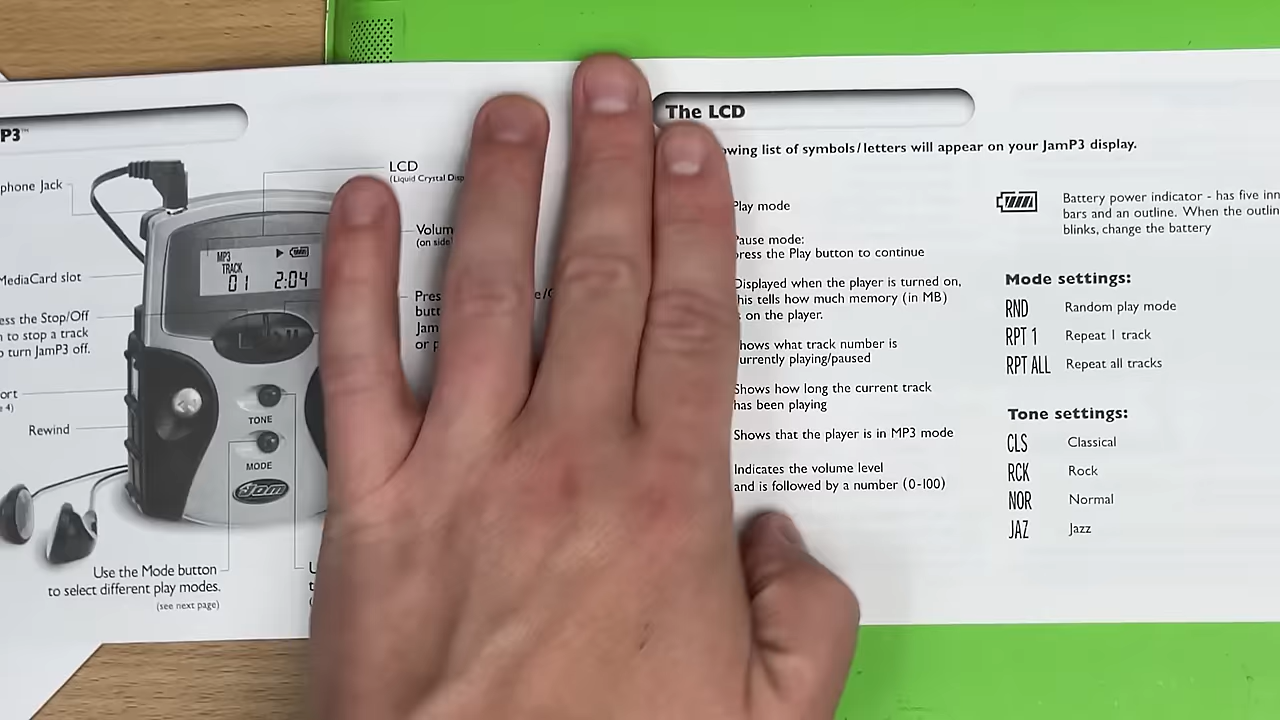 P3™
phone Jack
MediaCard slot
ess the Stop/Off
to stop a track
turn JamP3 off.
Rewind
LCD
(Liquid Crystal
Volum
(on side)
Pres
butt
Jam
or
MP3
TRACK
01 2:04
TONE
MODE
Jam
Use the Mode button
to select different play modes.
(see next page)
The LCD
owing list of symbols/letters will appear on your JamP3 display.
Play mode
Pause mode:
press the Play button to continue
Displayed when the player is turned on,
this tells how much memory (in MB)
on the player.
Shows what track number is
currently playing/paused
Shows how long the current track
has been playing
Shows that the player is in MP3 mode
Indicates the volume level
and is followed by a number (0-100)
Battery power indicator - has five inn
bars and an outline. When the outlin
blinks, change the battery
Mode settings:
RND Random play mode
RPT 1 Repeat 1 track
RPT ALL Repeat all tracks
Tone settings:
CLS Classical
RCK Rock
NOR Normal
JAZ Jazz